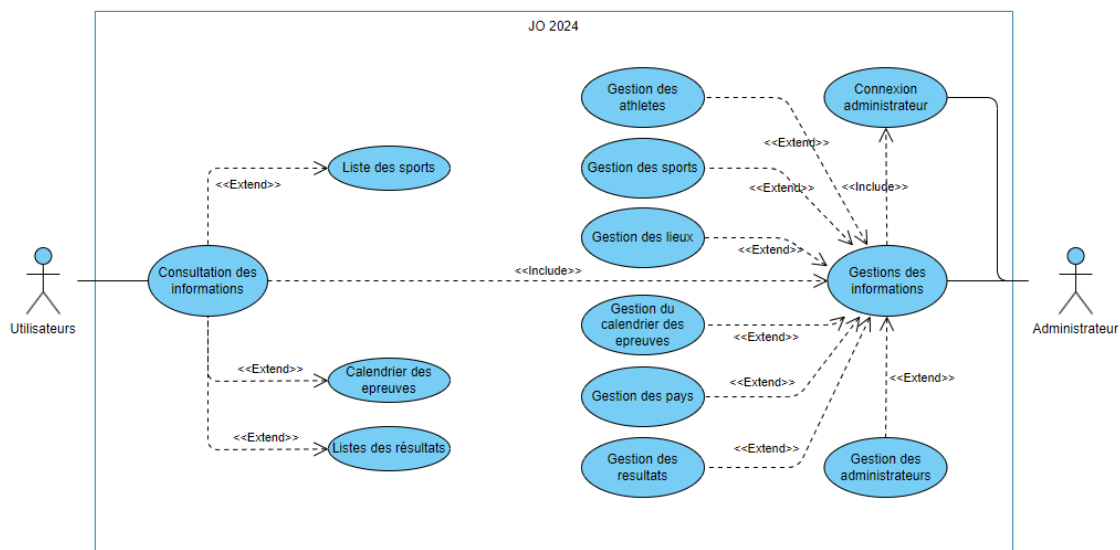 JO 2024
Gestion des
athletes
Connexion
administrateur
<<Extend>>
Liste des sports
Gestion des sports
<<Extend>>
<<Extend>>
<<Include>>
Gestion des lieux
<<Extend>>
Consultation des
informations
<<Include>>
Gestions des
informations
Utilisateurs
Administrateur
Gestion du
calendrier des
epreuves
<<Extend>>
<<Extend>>
Calendrier des
epreuves
Gestion des pays
<<Extend>>
<<Extend>>
<<Extend>>
Listes des résultats
<<Extend>>
Gestion des
resultats
Gestion des
administrateurs